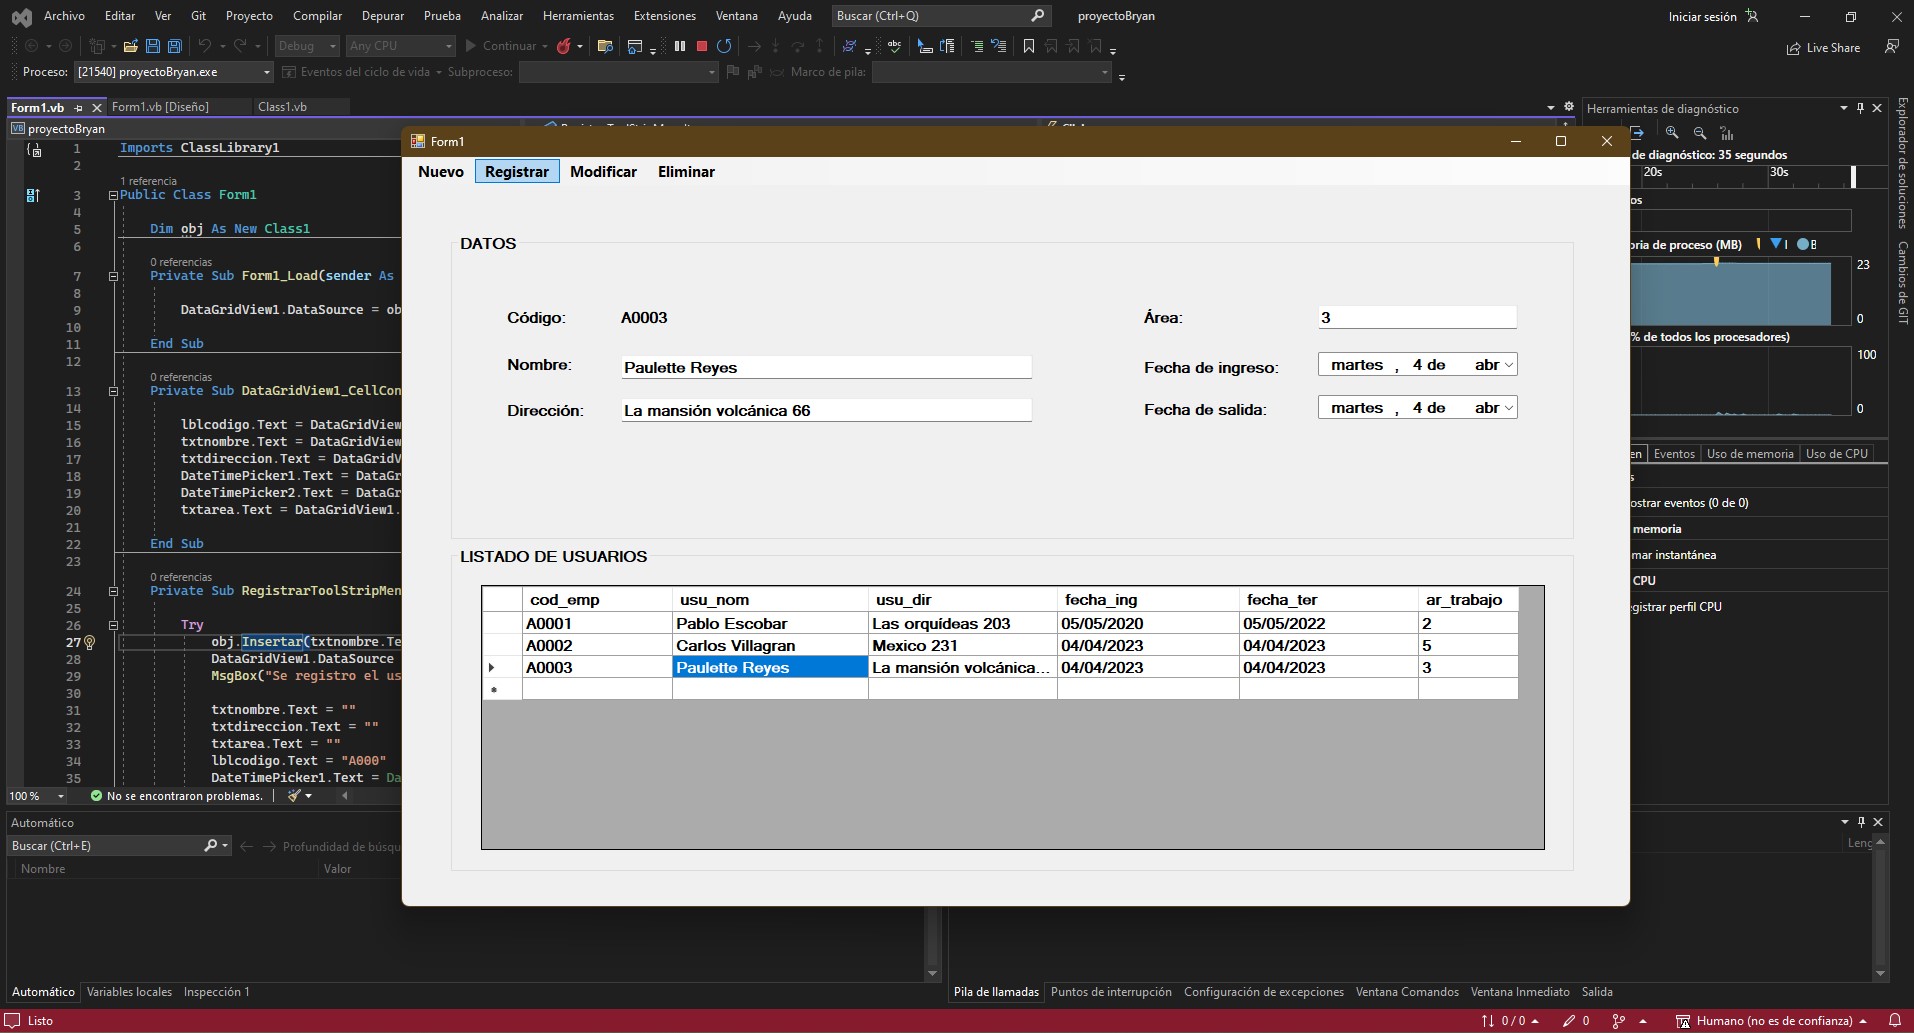 Archivo Editar Ver Git Proyecto Compilar Depurar Prueba Analizar Herramientas Extensiones Ventana Ayuda Buscar (Ctrl+Q) proyectoBryan Iniciar sesión
Debug Any CPU Continuar Live Share
Proceso: [21540] proyectoBryan.exe Eventos del ciclo de vida Subproceso: Marco de pila:
Form1.vb Form1.vb [Diseño] Class1.vb
VB proyectoBryan
1 Imports ClassLibrary1
2
1 referencia
3 Public Class Form1
4
5 Dim obj As New Class1
6
0 referencias
7 Private Sub Form1_Load(sender As
8
9 DataGridView1.DataSource = ob
10
11 End Sub
12
0 referencias
13 Private Sub DataGridView1_CellCon
14
15 lblcodigo.Text = DataGridView
16 txtnombre.Text = DataGridView
17 txtdireccion.Text = DataGridV
18 DateTimePicker1.Text = DataGr
19 DateTimePicker2.Text = DataGr
20 txtarea.Text = DataGridView1.
21
22 End Sub
23
0 referencias
24 Private Sub RegistrarToolStripMen
25
26 Try
27 obj.Insertar(txtnombre.Te
28 DataGridView1.DataSource
29 MsgBox("Se registro el us
30
31 txtnombre.Text = ""
32 txtdireccion.Text = ""
33 txtarea.Text = ""
34 lblcodigo.Text = "A000"
35 DateTimePicker1.Text = Da
100 % No se encontraron problemas.
Form1
Nuevo Registrar Modificar Eliminar
DATOS
Código: A0003 Área: 3
Nombre: Paulette Reyes Fecha de ingreso: martes , 4 de abr
Dirección: La mansión volcánica 66 Fecha de salida: martes , 4 de abr
LISTADO DE USUARIOS
cod_emp usu_nom usu_dir fecha_ing fecha_ter ar_trabajo
A0001 Pablo Escobar Las orquídeas 203 05/05/2020 05/05/2022 2
A0002 Carlos Villagran Mexico 231 04/04/2023 04/04/2023 5
A0003 Paulette Reyes La mansión volcánica... 04/04/2023 04/04/2023 3
Herramientas de diagnóstico
de diagnóstico: 35 segundos
20s 30s
os
oria de proceso (MB) I B
23
0
% de todos los procesadores)
100
0
en Eventos Uso de memoria Uso de CPU
s
ostrar eventos (0 de 0)
memoria
mar instantánea
CPU
egistrar perfil CPU
Explorador de soluciones
Cambios de GIT
Automático
Buscar (Ctrl+E) Profundidad de búsqu
Nombre Valor
Leng
Automático Variables locales Inspección 1
Pila de llamadas Puntos de interrupción Configuración de excepciones Ventana Comandos Ventana Inmediato Salida
Listo 0 / 0 0 Humano (no es de confianza)